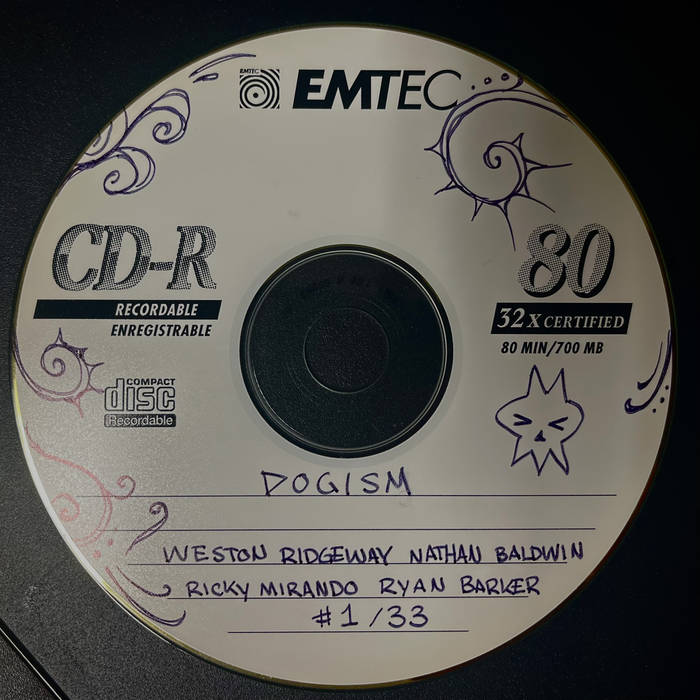 EMTEC
EMTEC
CD-R
80
RECORDABLE
32X CERTIFIED
ENREGISTRABLE
80 MIN/700 MB
COMPACT
disc
Recordable
DOGISM
WESTON RIDGEWAY NATHAN BALDWIN
RICKY MIRANDO RYAN BARKER
#1/33